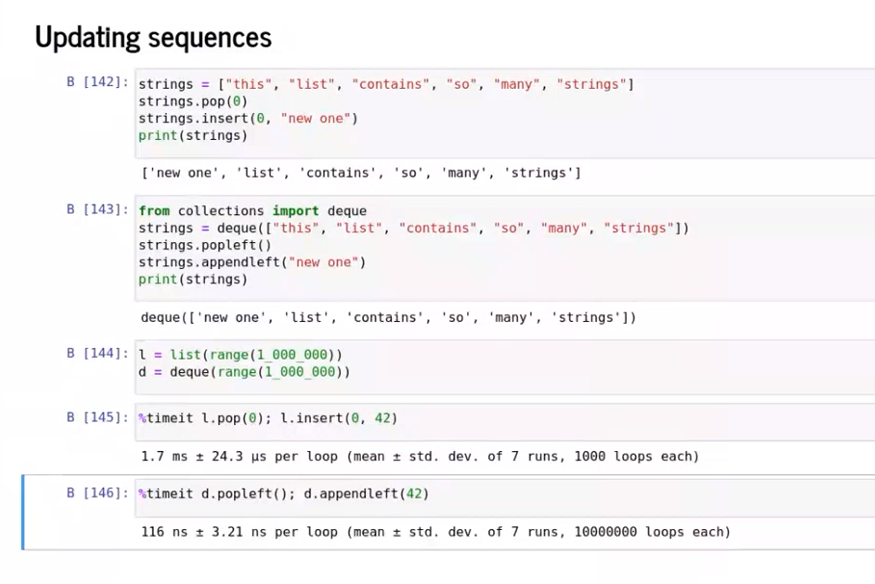 Updating sequences
B [142]: strings = ["this", "list", "contains", "so", "many", "strings"]
strings.pop(0)
strings.insert(0, "new one")
print(strings)
['new one', 'list', 'contains', 'so', 'many', 'strings']
B [143]: from collections import deque
strings = deque(["this", "list", "contains", "so", "many", "strings"])
strings.popleft()
strings.appendleft("new one")
print(strings)
deque(['new one', 'list', 'contains', 'so', 'many', 'strings'])
B [144]: l = list(range(1_000_000))
d = deque(range(1_000_000))
B [145]: %timeit l.pop(0); l.insert(0, 42)
1.7 ms ± 24.3 µs per loop (mean ± std. dev. of 7 runs, 1000 loops each)
B [146]: %timeit d.popleft(); d.appendleft(42)
116 ns ± 3.21 ns per loop (mean ± std. dev. of 7 runs, 10000000 loops each)